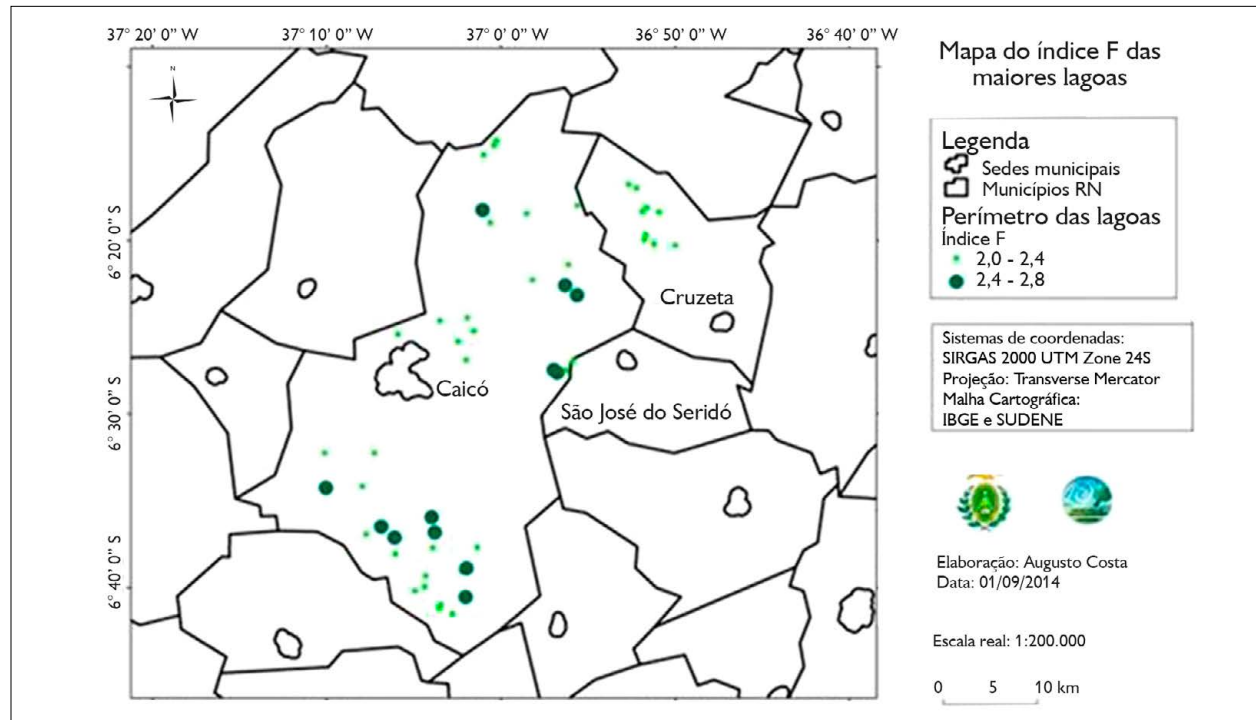 37° 20' 0" W
37° 10' 0" W
37° 0' 0" W
36° 50' 0" W
36° 40' 0" W
N
6° 20' 0" S
6° 30' 0" S
6° 40' 0" S
Cruzeta
Caicó
São José do Seridó
Mapa do índice F das
maiores lagoas
Legenda
Sedes municipais
Municípios RN
Perímetro das lagoas
Índice F
2,0 - 2,4
2,4 - 2,8
Sistemas de coordenadas:
SIRGAS 2000 UTM Zone 24S
Projeção: Transverse Mercator
Malha Cartográfica:
IBGE e SUDENE
Elaboração: Augusto Costa
Data: 01/09/2014
Escala real: 1:200.000
0 5 10 km